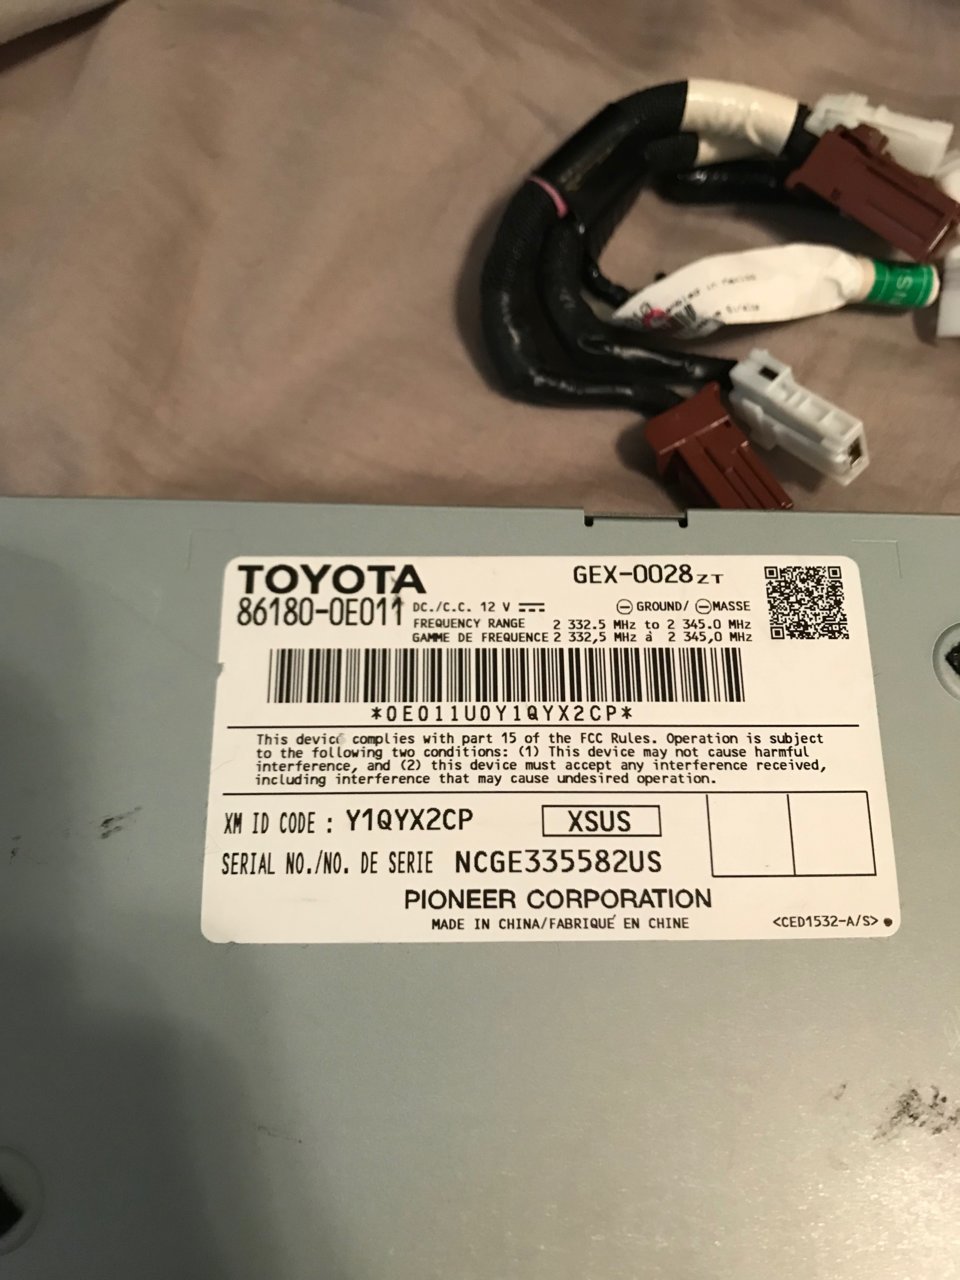 TOYOTA GEX-0028ZT
86180-0E011 DC./C.C. 12 V ⎓ ⊖ GROUND/ ⊖MASSE
FREQUENCY RANGE 2 332.5 MHz to 2 345.0 MHz
GAMME DE FREQUENCE 2 332,5 MHz à 2 345,0 MHz
*0E011U0Y1QYX2CP*
This device complies with part 15 of the FCC Rules. Operation is subject
to the following two conditions: (1) This device may not cause harmful
interference, and (2) this device must accept any interference received,
including interference that may cause undesired operation.
XM ID CODE : Y1QYX2CP XSUS
SERIAL NO./NO. DE SERIE NCGE335582US
PIONEER CORPORATION
MADE IN CHINA/FABRIQUÉ EN CHINE <CED1532-A/S>